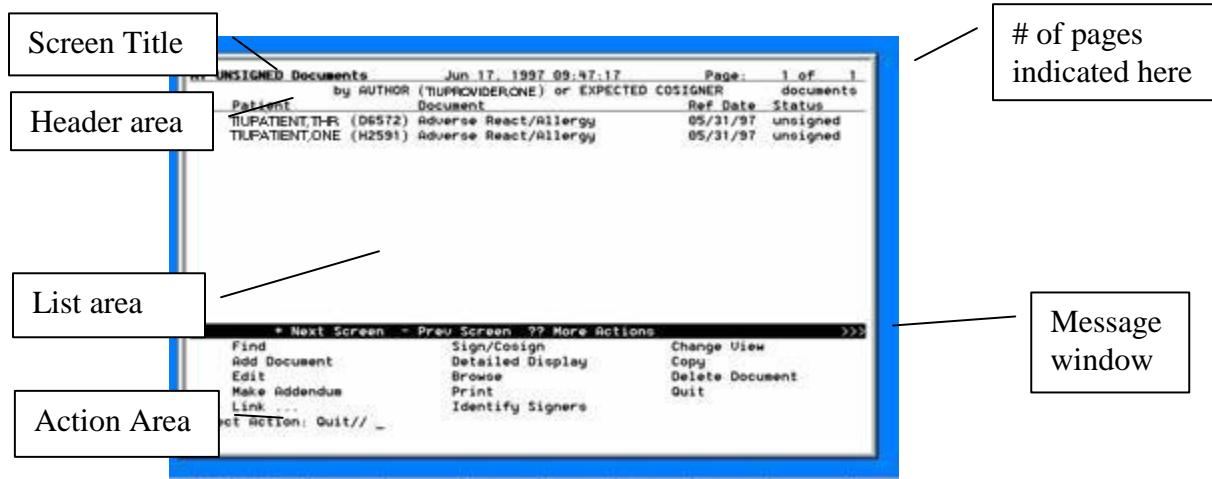 Screen Title
# of pages
indicated here
Header area
List area
Message
window
Action Area
UNSIGNED Documents Jun 17, 1997 09:47:17 Page: 1 of 1
by AUTHOR (TIUPROVIDER,ONE) or EXPECTED COSIGNER documents
Patient Document Ref Date Status
TIUPATIENT,THR (D6572) Adverse React/Allergy 05/31/97 unsigned
TIUPATIENT,ONE (H2591) Adverse React/Allergy 05/31/97 unsigned
+ Next Screen - Prev Screen ?? More Actions >>>
Find Sign/Cosign Change View
Add Document Detailed Display Copy
Edit Browse Delete Document
Make Addendum Print Quit
Link ... Identify Signers
ect Action: Quit// _